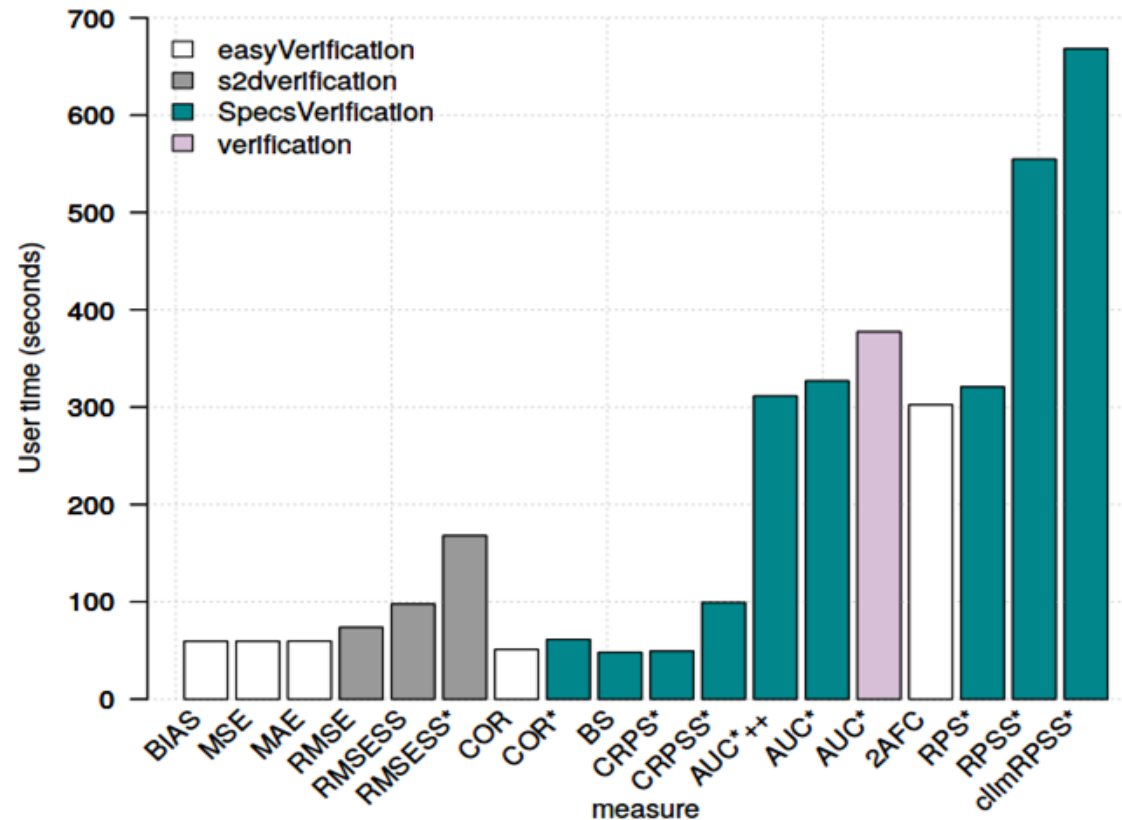 700
600
500
400
300
200
100
0
User time (seconds)
easyVerification
s2dverification
SpecsVerification
verification
BIAS
MSE
MAE
RMSE
RMSESS
RMSESS*
COR
COR*
BS
CRPS*
CRPSS*
AUC*++
AUC*
AUC*
2AFC
RPS*
RPSS*
climRPSS*
measure